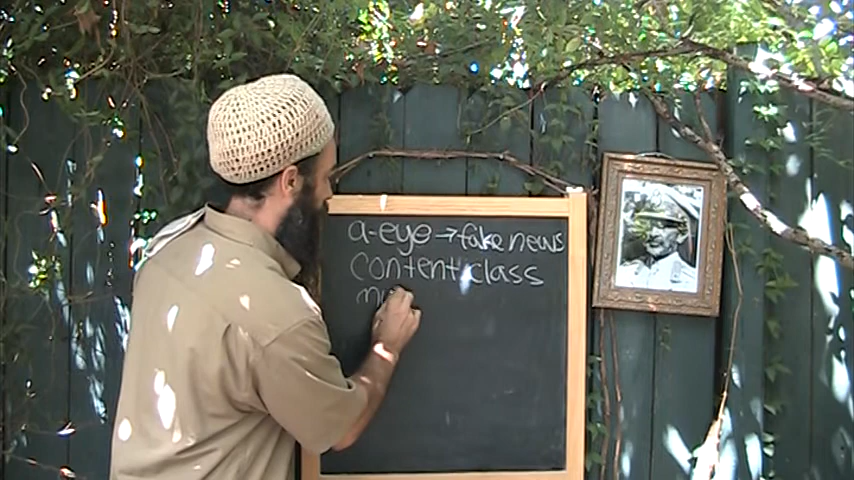 a-eye → fake news
content class
m